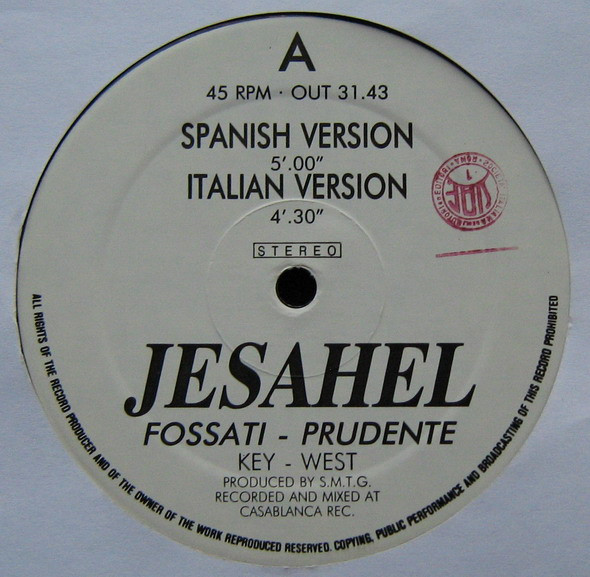 A
45 RPM · OUT 31.43
SPANISH VERSION
5'.00"
ITALIAN VERSION
4'.30"
STEREO
JESAHEL
FOSSATI - PRUDENTE
KEY - WEST
PRODUCED BY S.M.T.G.
RECORDED AND MIXED AT
CASABLANCA REC.
ALL RIGHTS OF THE RECORD PRODUCER AND OF THE OWNER OF THE WORK REPRODUCED RESERVED. COPYING, PUBLIC PERFORMANCE AND BROADCASTING OF THIS RECORD PROHIBITED